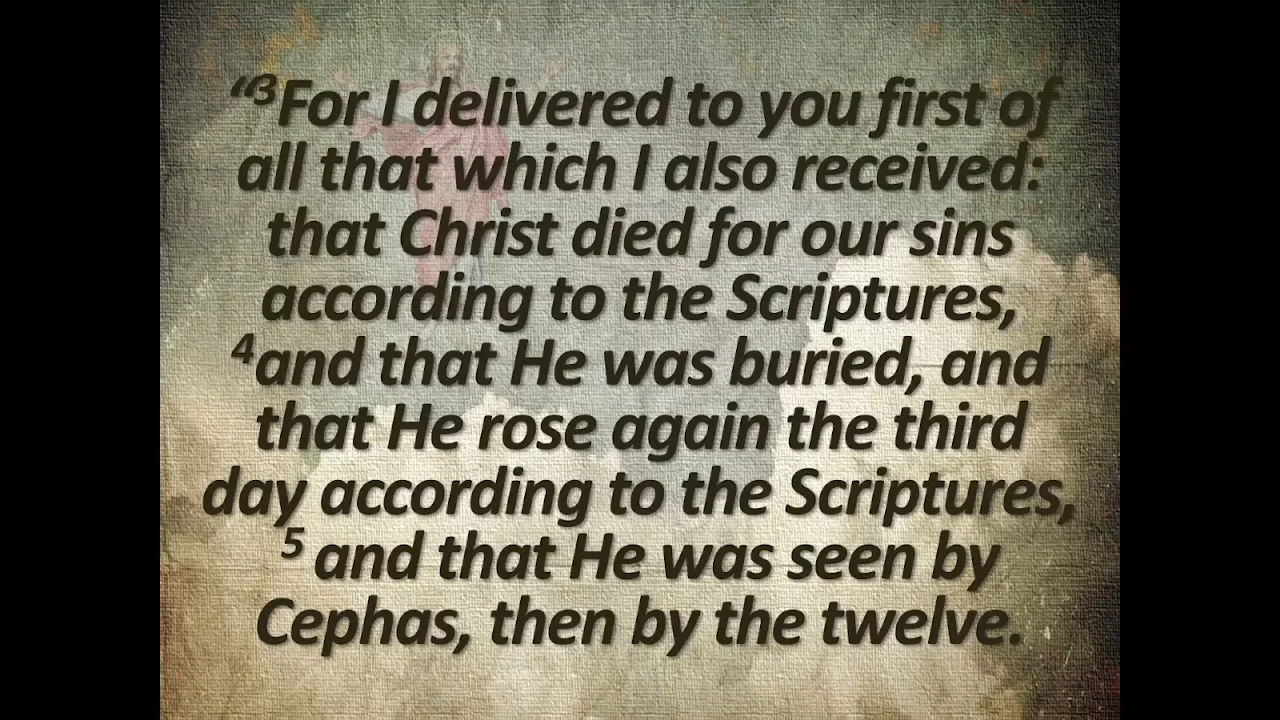 “³For I delivered to you first of
all that which I also received:
that Christ died for our sins
according to the Scriptures,
⁴and that He was buried, and
that He rose again the third
day according to the Scriptures,
⁵ and that He was seen by
Cephas, then by the twelve.